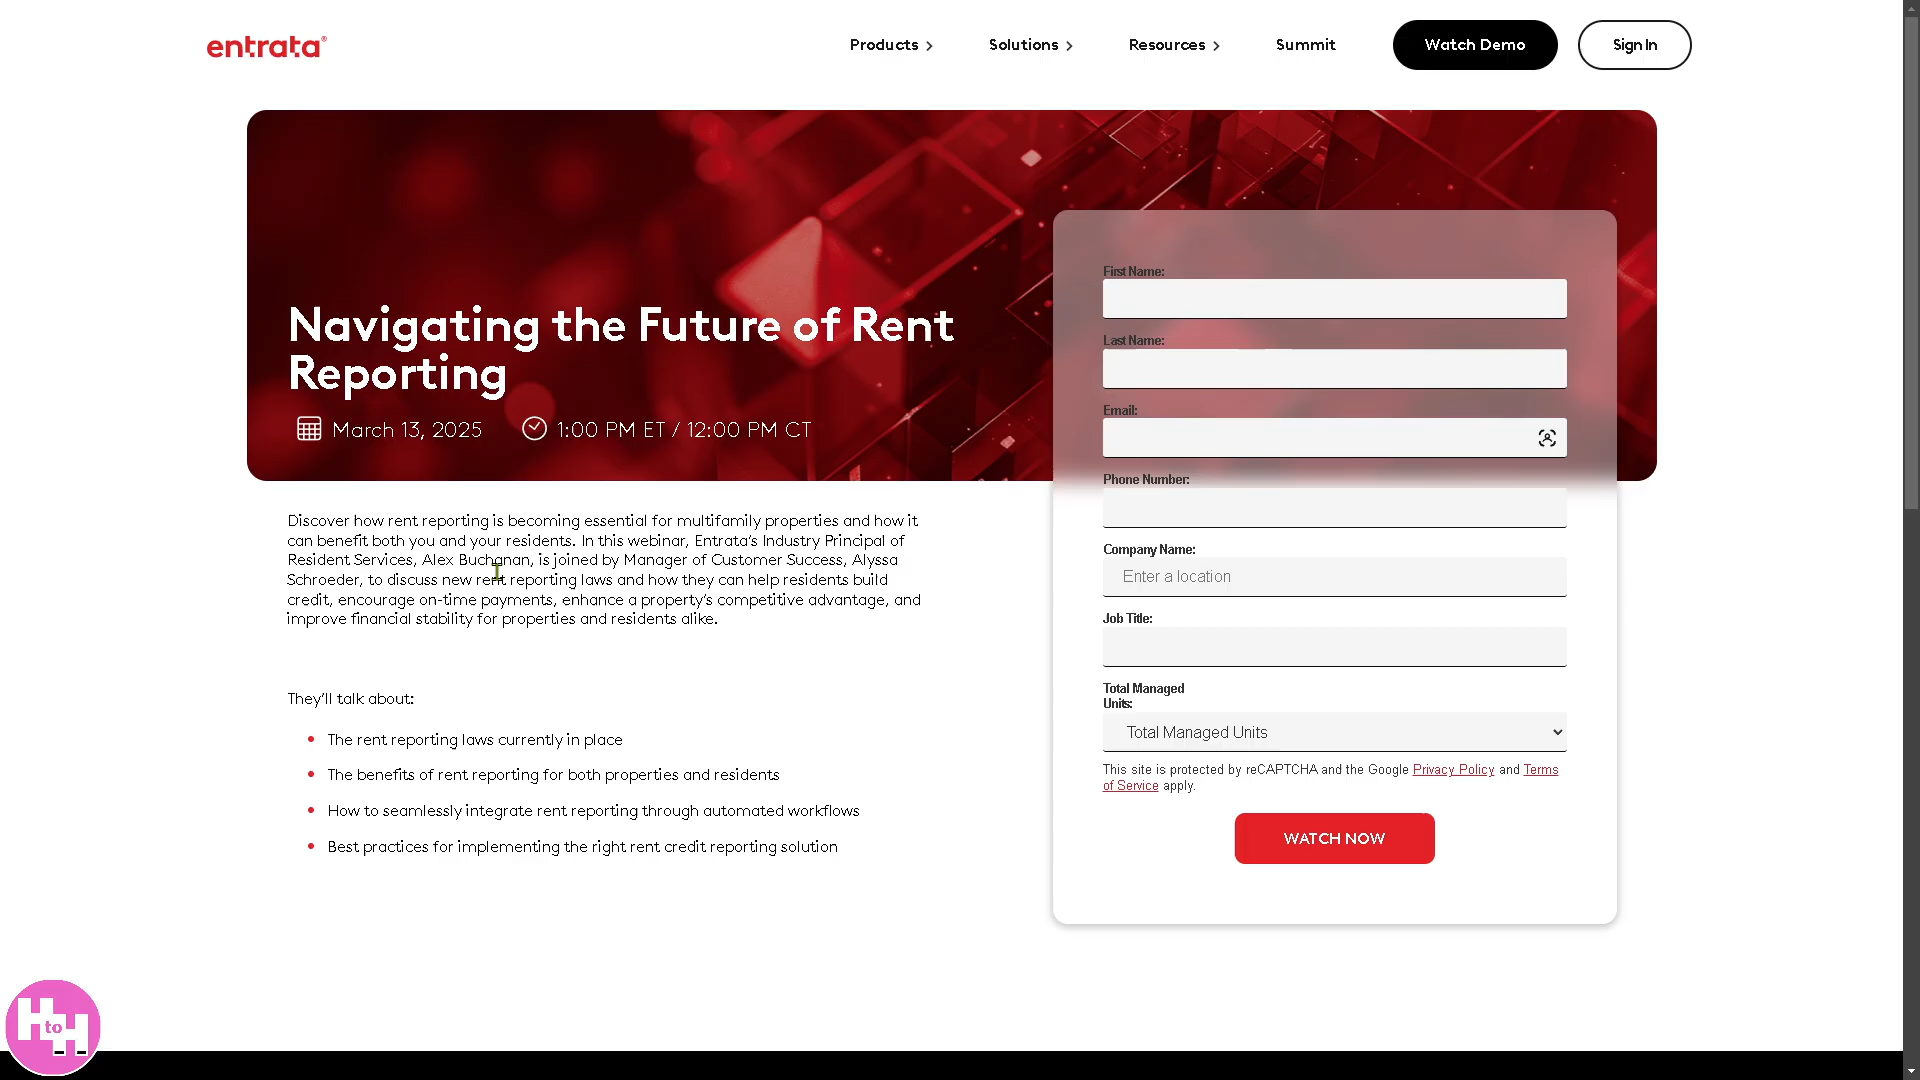 entrata®
Products
Solutions
Resources
Summit
Watch Demo
Sign In
Navigating the Future of Rent
Reporting
March 13, 2025
1:00 PM ET / 12:00 PM CT
Discover how rent reporting is becoming essential for multifamily properties and how it
can benefit both you and your residents. In this webinar, Entrata's Industry Principal of
Resident Services, Alex Buchanan, is joined by Manager of Customer Success, Alyssa
Schroeder, to discuss new rent reporting laws and how they can help residents build
credit, encourage on-time payments, enhance a property's competitive advantage, and
improve financial stability for properties and residents alike.
They'll talk about:
• The rent reporting laws currently in place
• The benefits of rent reporting for both properties and residents
• How to seamlessly integrate rent reporting through automated workflows
• Best practices for implementing the right rent credit reporting solution
First Name:
Last Name:
Email:
Phone Number:
Company Name:
Enter a location
Job Title:
Total Managed
Units:
Total Managed Units
This site is protected by reCAPTCHA and the Google Privacy Policy and Terms
of Service apply.
WATCH NOW
H to H